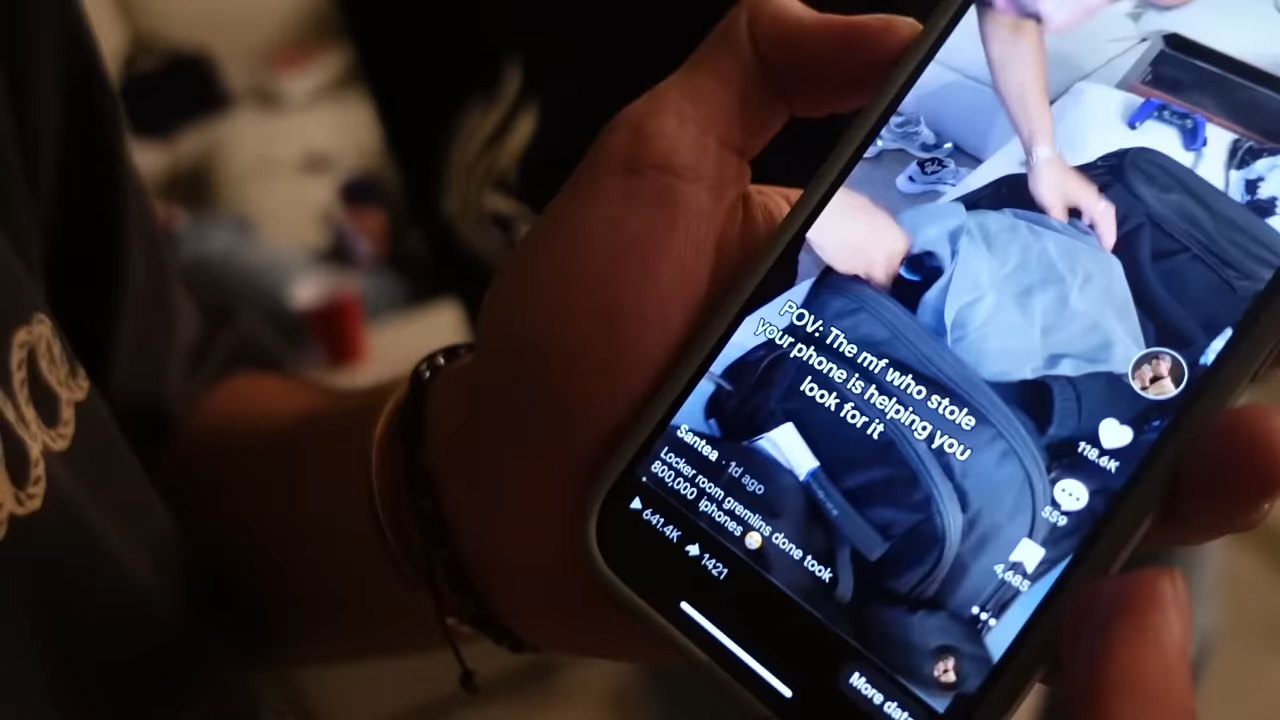 POV: The mf who stole
your phone is helping you
look for it
Santea · 1d ago
Locker room gremlins done took
800,000 iphones 😭
641.4K 1421
118.6K
559
4,685
More data